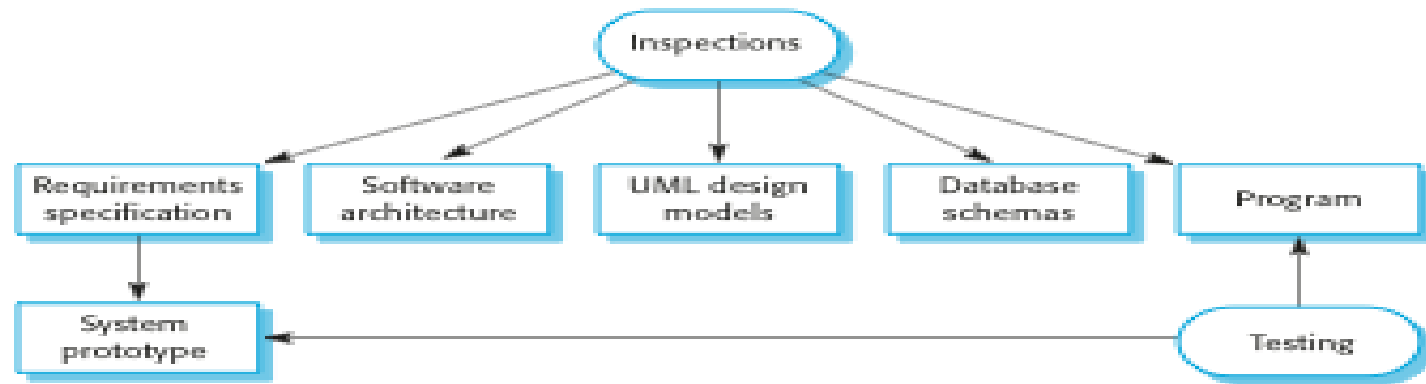 Inspections
Requirements
specification
Software
architecture
UML design
models
Database
schemas
Program
System
prototype
Testing